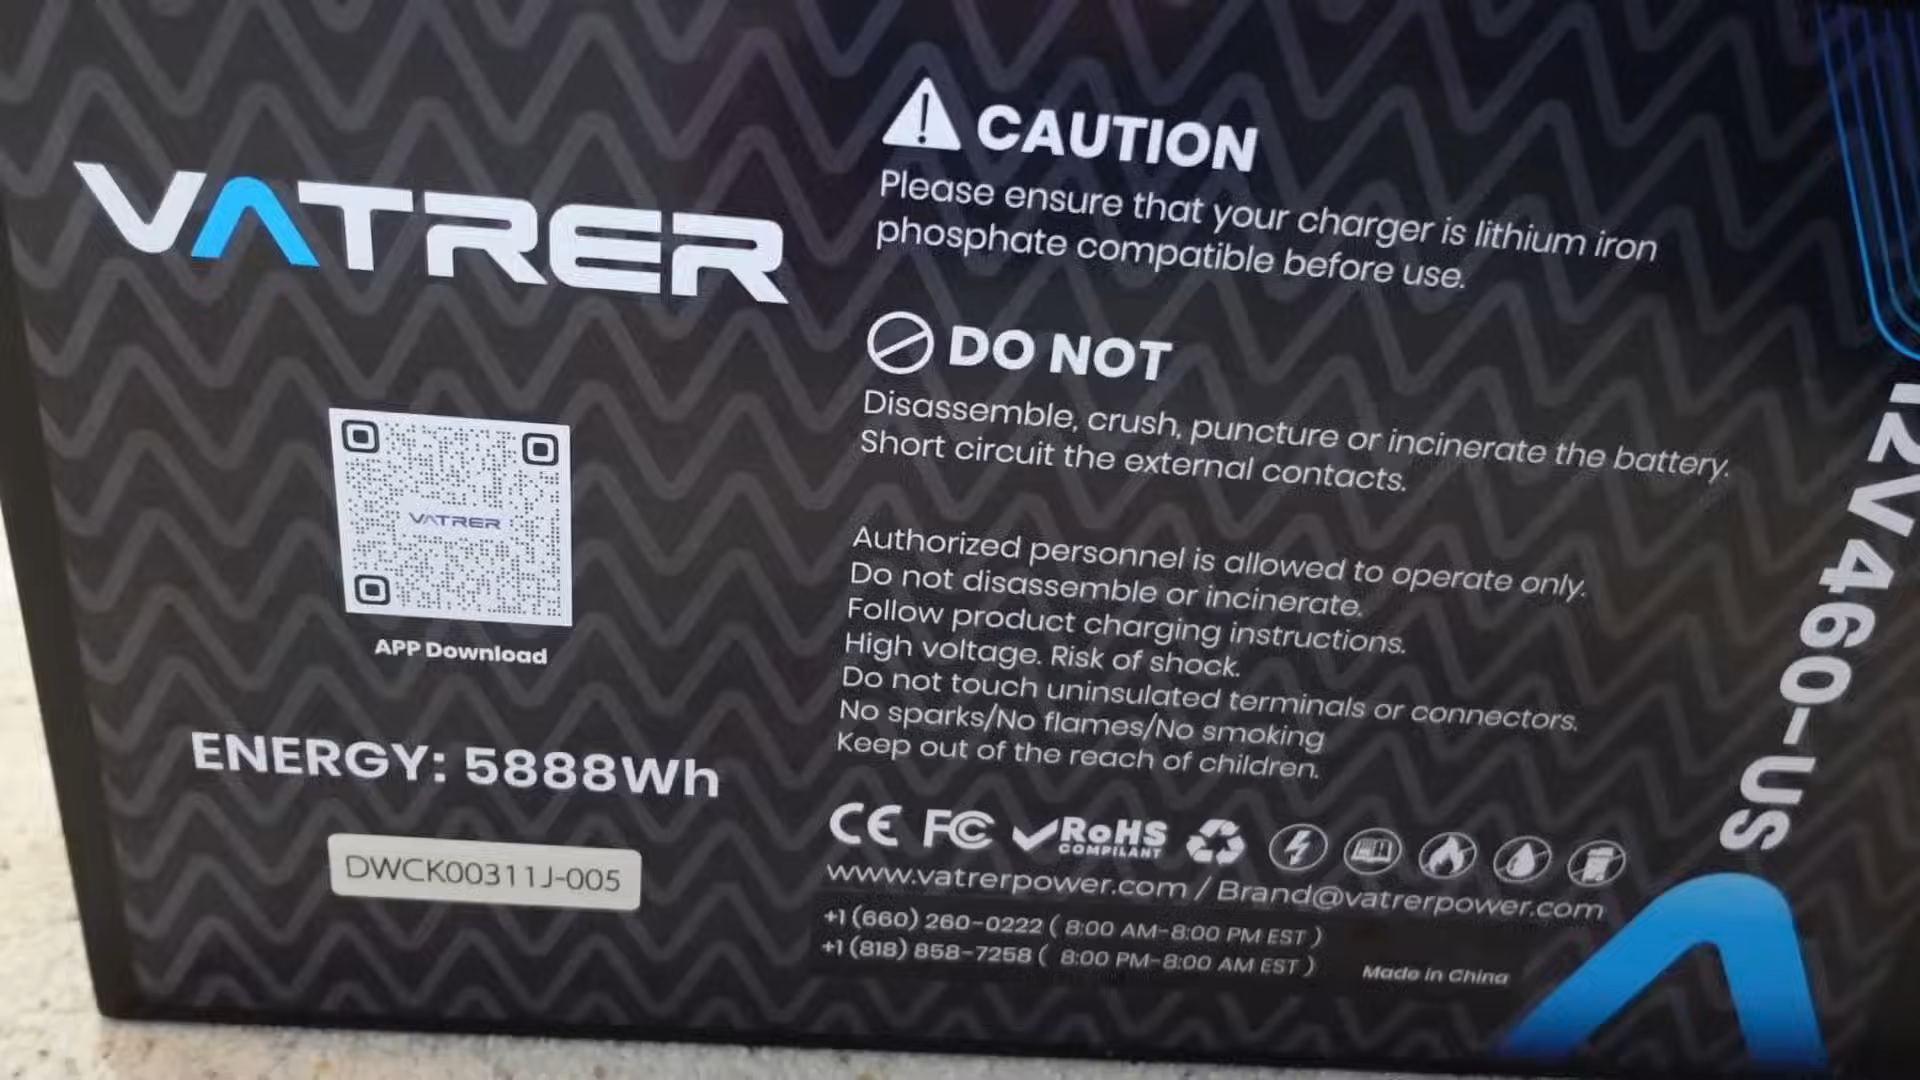 VATRER
VATRER
APP Download
ENERGY: 5888Wh
DWCK00311J-005
CAUTION
Please ensure that your charger is lithium iron
phosphate compatible before use.
DO NOT
Disassemble, crush, puncture or incinerate the battery.
Short circuit the external contacts.
Authorized personnel is allowed to operate only.
Do not disassemble or incinerate.
Follow product charging instructions.
High voltage. Risk of shock.
Do not touch uninsulated terminals or connectors.
No sparks/No flames/No smoking
Keep out of the reach of children.
CE FC RoHS
COMPILANT
www.vatrerpower.com / Brand@vatrerpower.com
+1 (660) 260-0222 ( 8:00 AM-8:00 PM EST )
+1 (818) 858-7258 ( 8:00 PM-8:00 AM EST )
Made in China
12V460-US